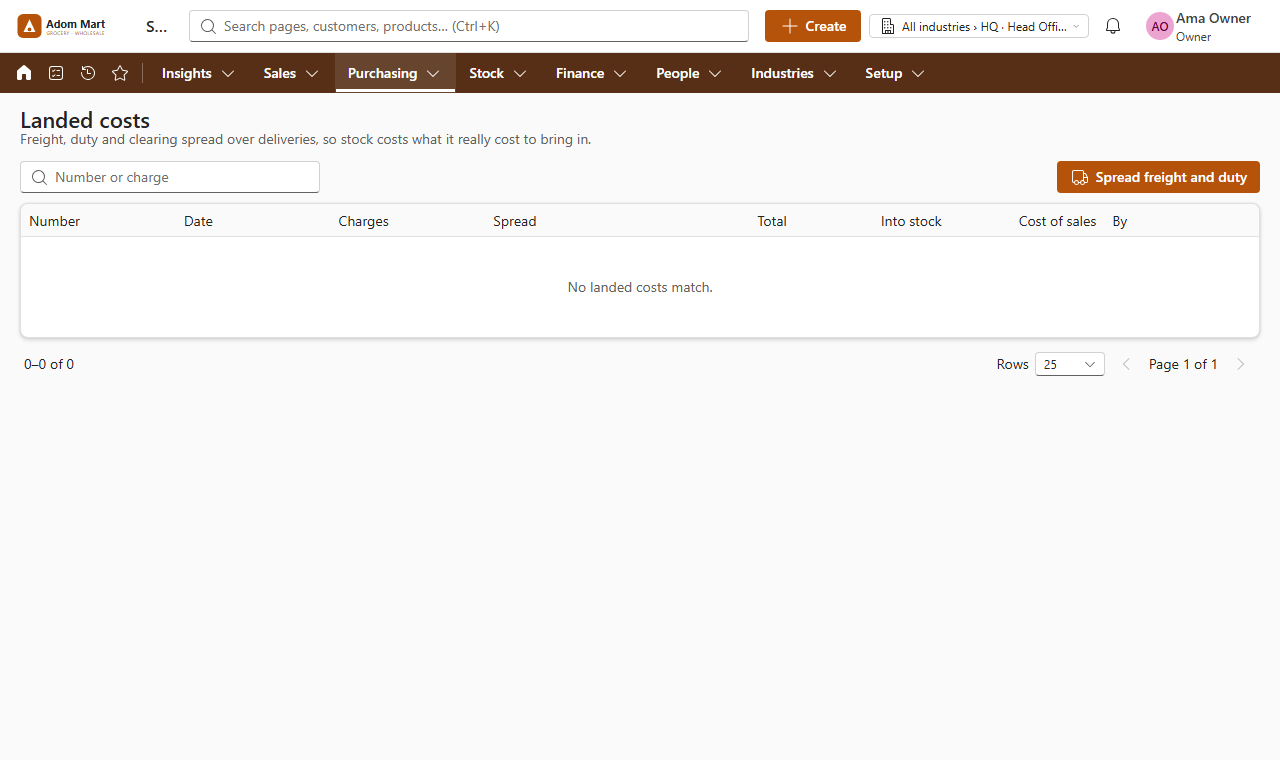 Adom Mart
GROCERY · WHOLESALE
S...
Search pages, customers, products... (Ctrl+K)
Create
All industries › HQ · Head Offi...
AO
Ama Owner
Owner
Insights
Sales
Purchasing
Stock
Finance
People
Industries
Setup
Landed costs
Freight, duty and clearing spread over deliveries, so stock costs what it really cost to bring in.
Number or charge
Spread freight and duty
Number Date Charges Spread Total Into stock Cost of sales By
No landed costs match.
0–0 of 0
Rows 25 Page 1 of 1